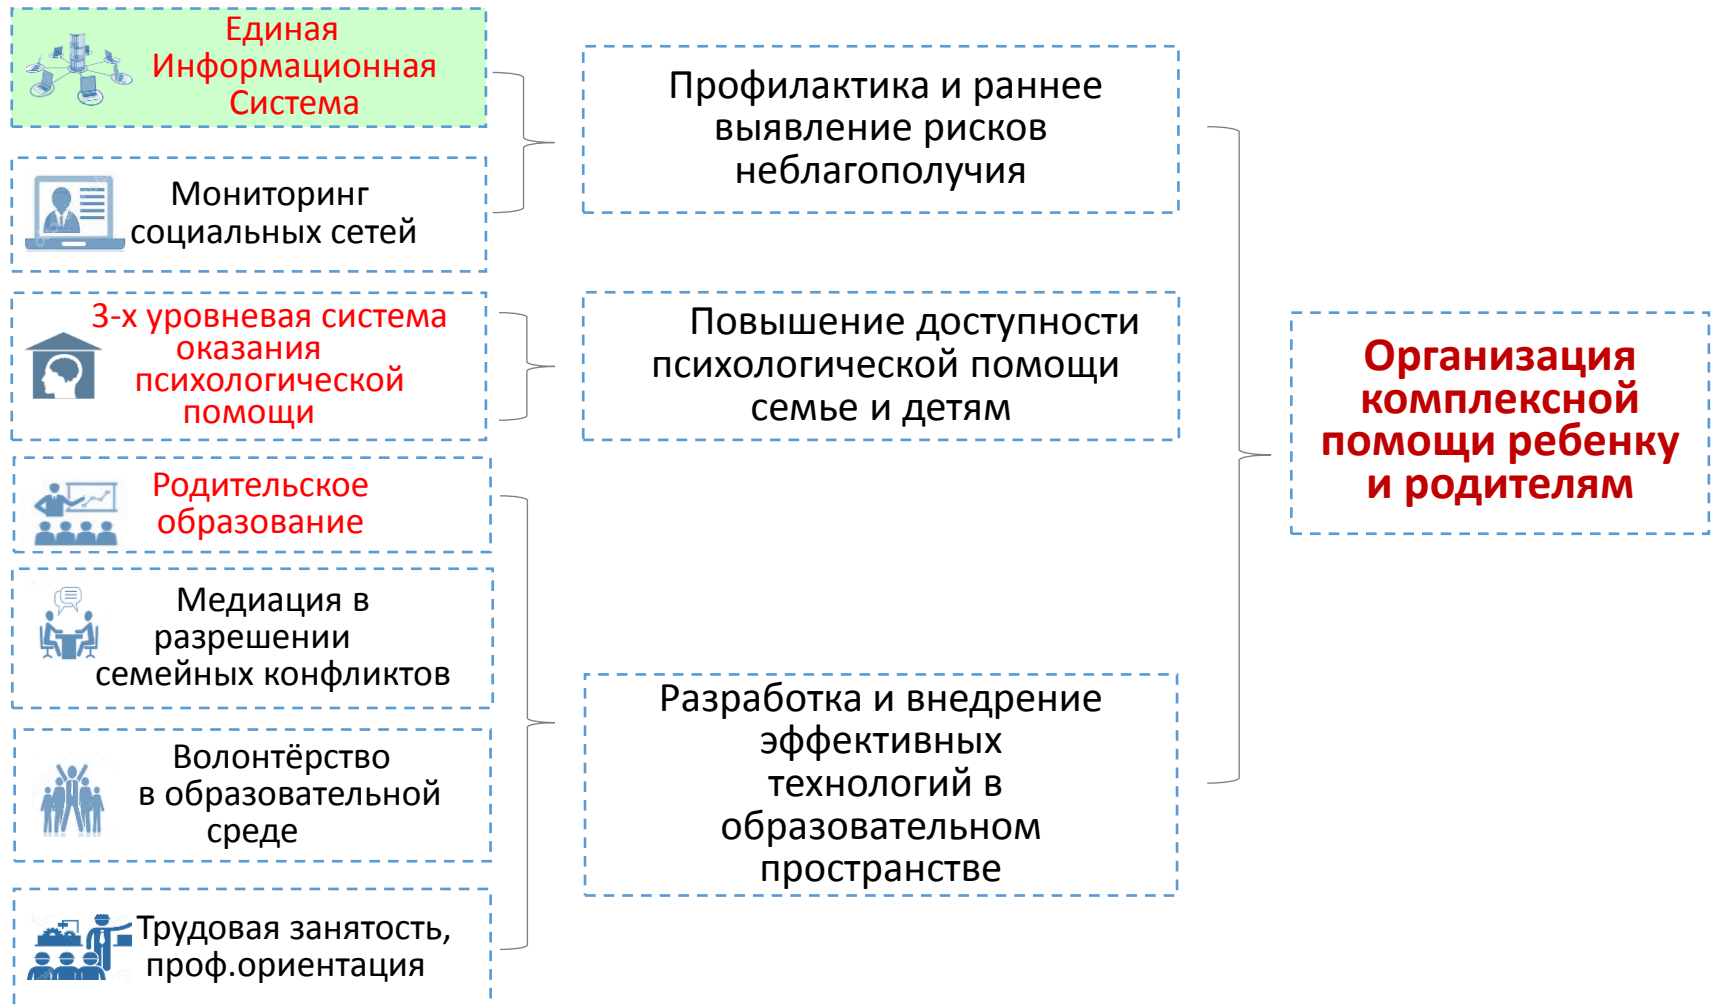 Единая
Информационная
Система
Мониторинг
социальных сетей
3-х уровневая система
оказания
психологической
помощи
Родительское
образование
Медиация в
разрешении
семейных конфликтов
Волонтёрство
в образовательной
среде
Трудовая занятость,
проф.ориентация
Профилактика и раннее
выявление рисков
неблагополучия
Повышение доступности
психологической помощи
семье и детям
Разработка и внедрение
эффективных
технологий в
образовательном
пространстве
Организация
комплексной
помощи ребенку
и родителям